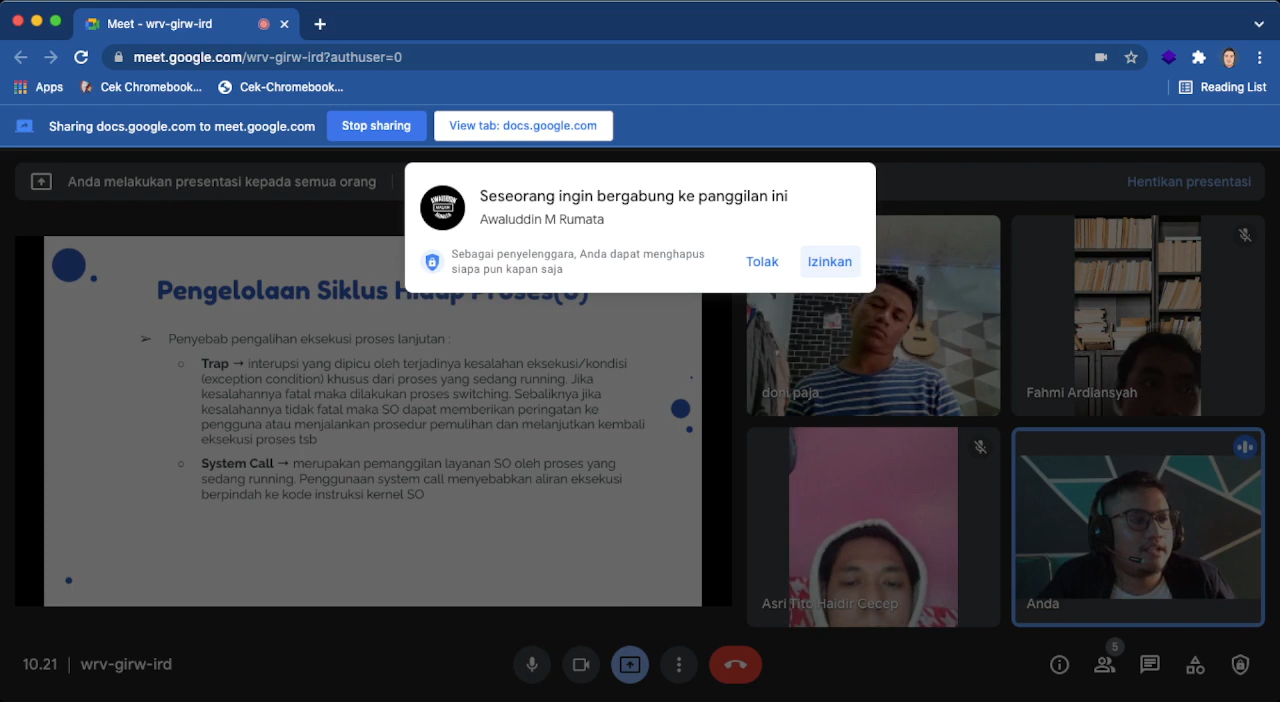 Meet - wrv-girw-ird
meet.google.com/wrv-girw-ird?authuser=0
Apps
Cek Chromebook...
Cek-Chromebook...
Reading List
Sharing docs.google.com to meet.google.com
Stop sharing
View tab: docs.google.com
Anda melakukan presentasi kepada semua orang
Hentikan presentasi
Seseorang ingin bergabung ke panggilan ini
Awaluddin M Rumata
Sebagai penyelenggara, Anda dapat menghapus
siapa pun kapan saja
Tolak
Izinkan
Pengelolaan Siklus Hidup Proses(6)
➢ Penyebab pengalihan eksekusi proses lanjutan :
○ Trap → interupsi yang dipicu oleh terjadinya kesalahan eksekusi/kondisi
(exception condition) khusus dari proses yang sedang running. Jika
kesalahannya fatal maka dilakukan proses switching. Sebaliknya jika
kesalahannya tidak fatal maka SO dapat memberikan peringatan ke
pengguna atau menjalankan prosedur pemulihan dan melanjutkan kembali
eksekusi proses tsb
○ System Call → merupakan pemanggilan layanan SO oleh proses yang
sedang running. Penggunaan system call menyebabkan aliran eksekusi
berpindah ke kode instruksi kernel SO
doni paja
Fahmi Ardiansyah
Asri Tito Haidir Cecep
Anda
10.21 | wrv-girw-ird
5